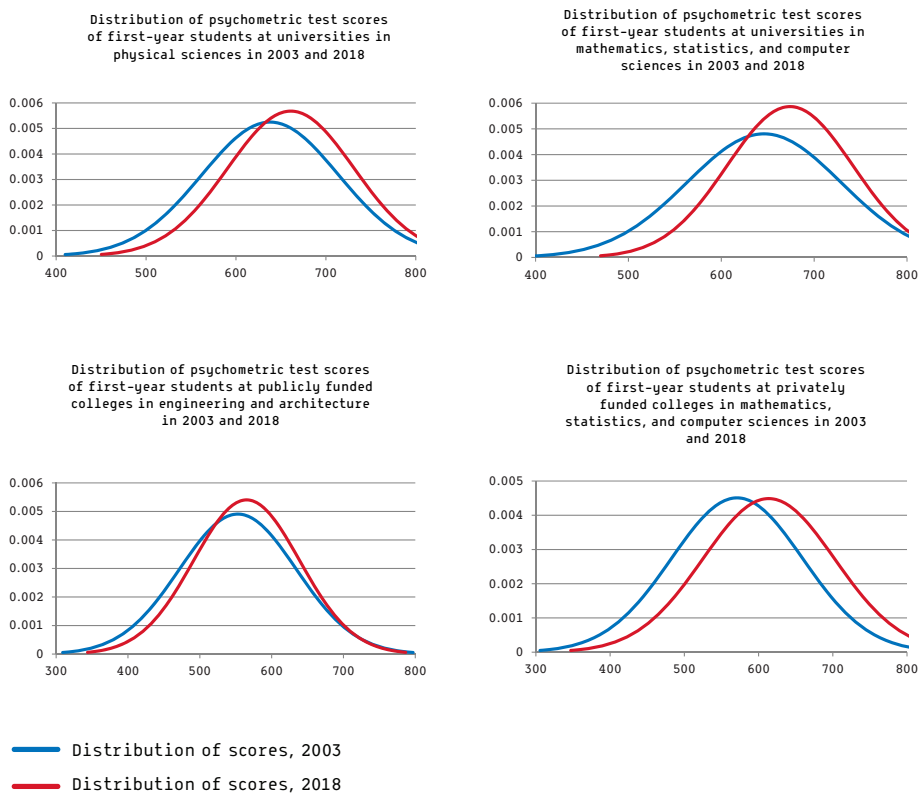 Distribution of psychometric test scores
of first-year students at universities in
physical sciences in 2003 and 2018
0.006
0.005
0.004
0.003
0.002
0.001
0
400 500 600 700 800
Distribution of psychometric test scores
of first-year students at universities in
mathematics, statistics, and computer
sciences in 2003 and 2018
0.006
0.005
0.004
0.003
0.002
0.001
0
400 500 600 700 800
Distribution of psychometric test scores
of first-year students at publicly funded
colleges in engineering and architecture
in 2003 and 2018
0.006
0.005
0.004
0.003
0.002
0.001
0
300 400 500 600 700 800
Distribution of psychometric test scores
of first-year students at privately
funded colleges in mathematics,
statistics, and computer sciences in 2003
and 2018
0.005
0.004
0.003
0.002
0.001
0
300 400 500 600 700 800
Distribution of scores, 2003
Distribution of scores, 2018